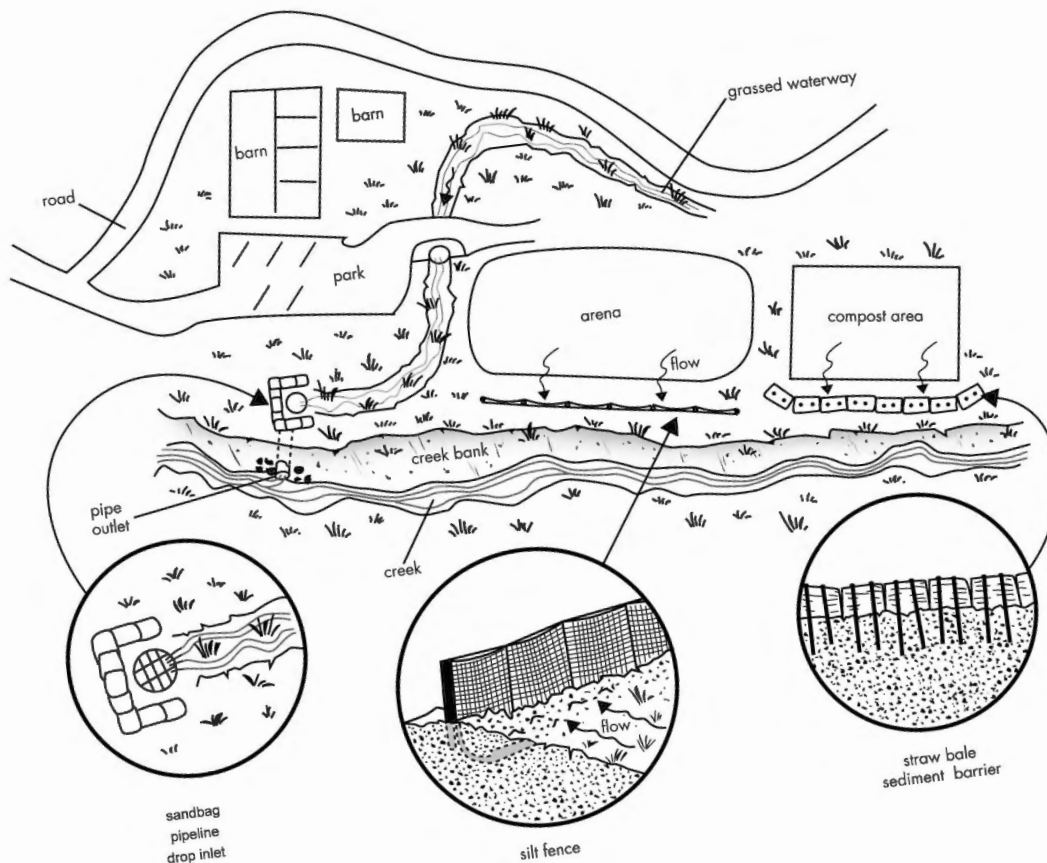 grassed waterway
barn
barn
road
park
arena
compost area
flow
creek bank
pipe
outlet
creek
flow
straw bale
sediment barrier
sandbag
pipeline
drop inlet
silt fence